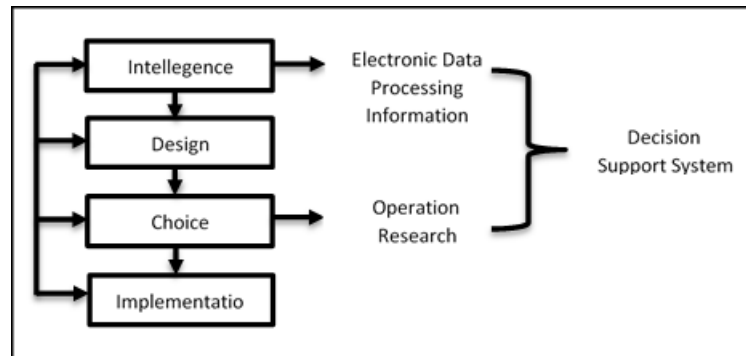 Intellegence
Electronic Data
Processing
Information
Design
Decision
Support System
Choice
Operation
Research
Implementatio